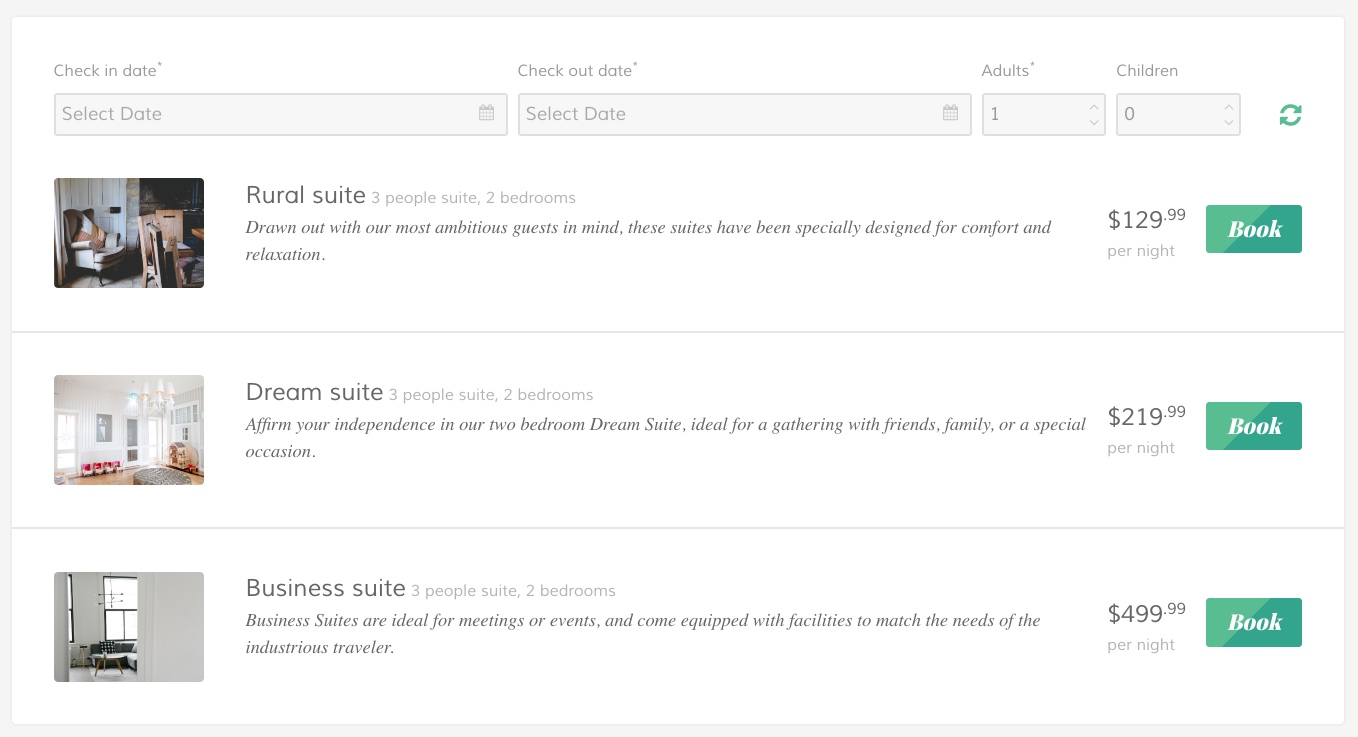 Check in date* Check out date* Adults* Children
Select Date Select Date 1 0
Rural suite 3 people suite, 2 bedrooms
Drawn out with our most ambitious guests in mind, these suites have been specially designed for comfort and
relaxation.
$129.99
per night
Book
Dream suite 3 people suite, 2 bedrooms
Affirm your independence in our two bedroom Dream Suite, ideal for a gathering with friends, family, or a special
occasion.
$219.99
per night
Book
Business suite 3 people suite, 2 bedrooms
Business Suites are ideal for meetings or events, and come equipped with facilities to match the needs of the
industrious traveler.
$499.99
per night
Book